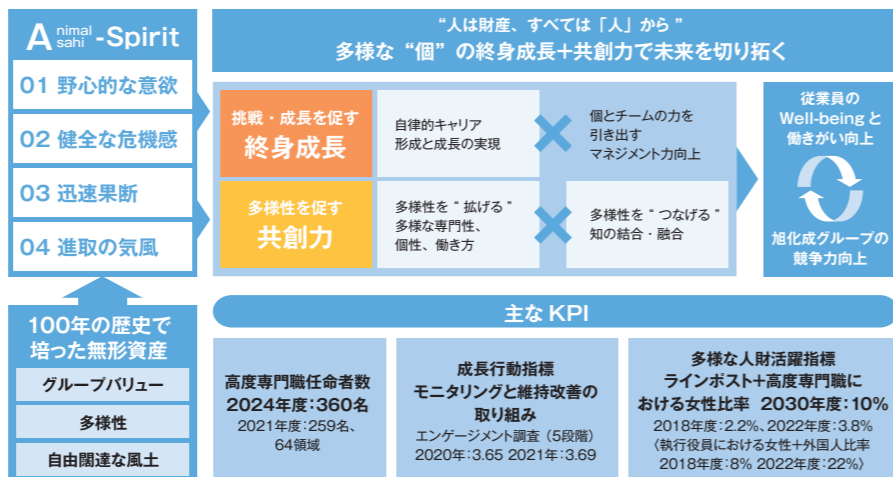 Animal Asahi -Spirit
01 野心的な意欲
02 健全な危機感
03 迅速果断
04 進取の気風
100年の歴史で
培った無形資産
グループバリュー
多様性
自由闊達な風土
“人は財産、すべては「人」から”
多様な“個”の終身成長+共創力で未来を切り拓く
挑戦・成長を促す
終身成長
自律的キャリア
形成と成長の実現
個とチームの力を
引き出す
マネジメント力向上
多様性を促す
共創力
多様性を“拡げる”
多様な専門性、
個性、働き方
多様性を“つなげる”
知の結合・融合
従業員の
Well-beingと
働きがい向上
旭化成グループの
競争力向上
主なKPI
高度専門職任命者数
2024年度:360名
2021年度:259名、
64領域
成長行動指標
モニタリングと維持改善の
取り組み
エンゲージメント調査(5段階)
2020年:3.65 2021年:3.69
多様な人財活躍指標
ラインポスト+高度専門職に
おける女性比率 2030年度:10%
2018年度:2.2%、2022年度:3.8%
〈執行役員における女性+外国人比率
2018年度:8% 2022年度:22%〉